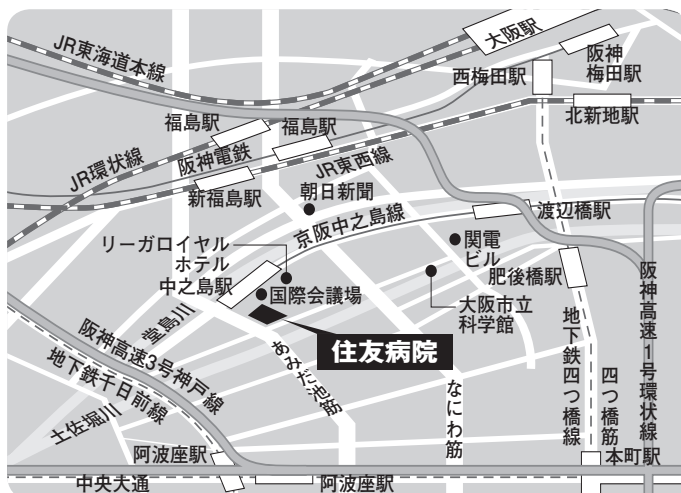 大阪駅
JR東海道本線
阪神
梅田駅
西梅田駅
福島駅
福島駅
北新地駅
阪神電鉄
JR環状線
JR東西線
新福島駅
朝日新聞
京阪中之島線
渡辺橋駅
リーガロイヤル
ホテル
関電
ビル
中之島駅
肥後橋駅
国際会議場
大阪市立
科学館
堂島川
阪神高速1号環状線
住友病院
阪神高速3号神戸線
地下鉄千日前線
あみだ池筋
地下鉄四つ橋線
四つ橋筋
なにわ筋
土佐堀川
阿波座駅
本町駅
中央大通
阿波座駅